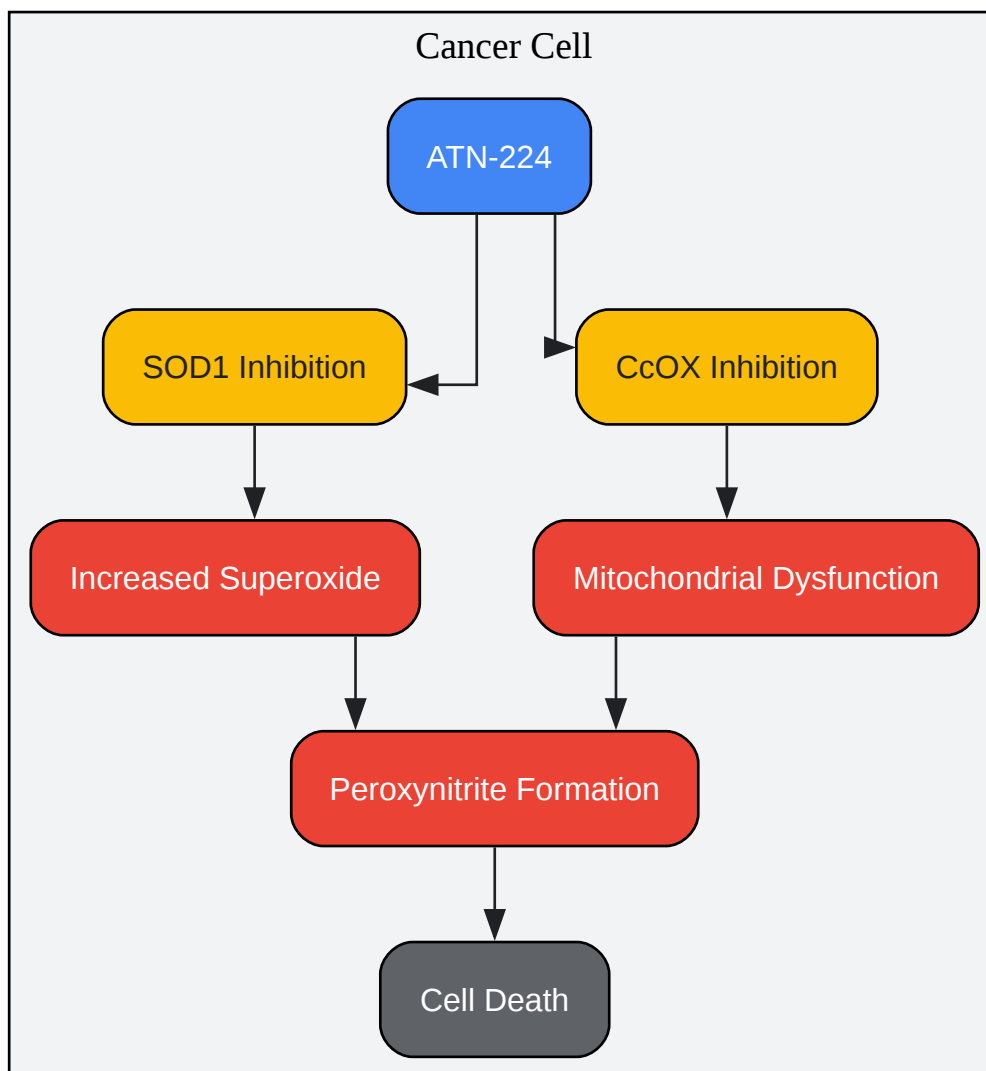 Cancer Cell
ATN-224
SOD1 Inhibition
CcOX Inhibition
Increased Superoxide
Mitochondrial Dysfunction
Peroxynitrite Formation
Cell Death